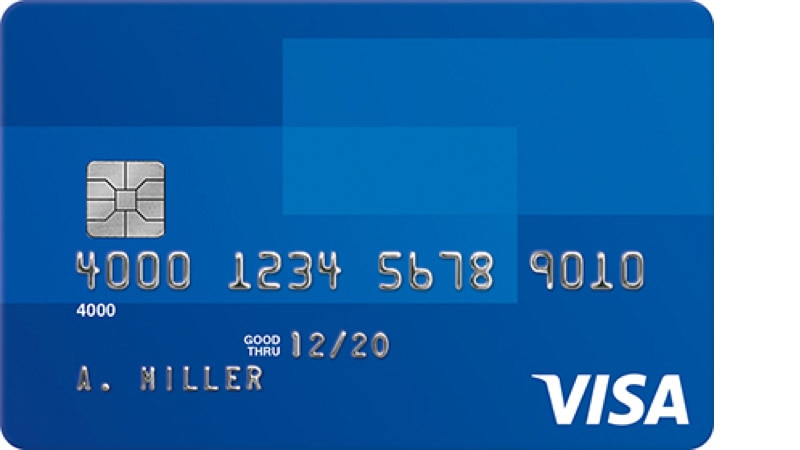 4000 1234 5678 9010
4000
GOOD THRU 12/20
A. MILLER
VISA